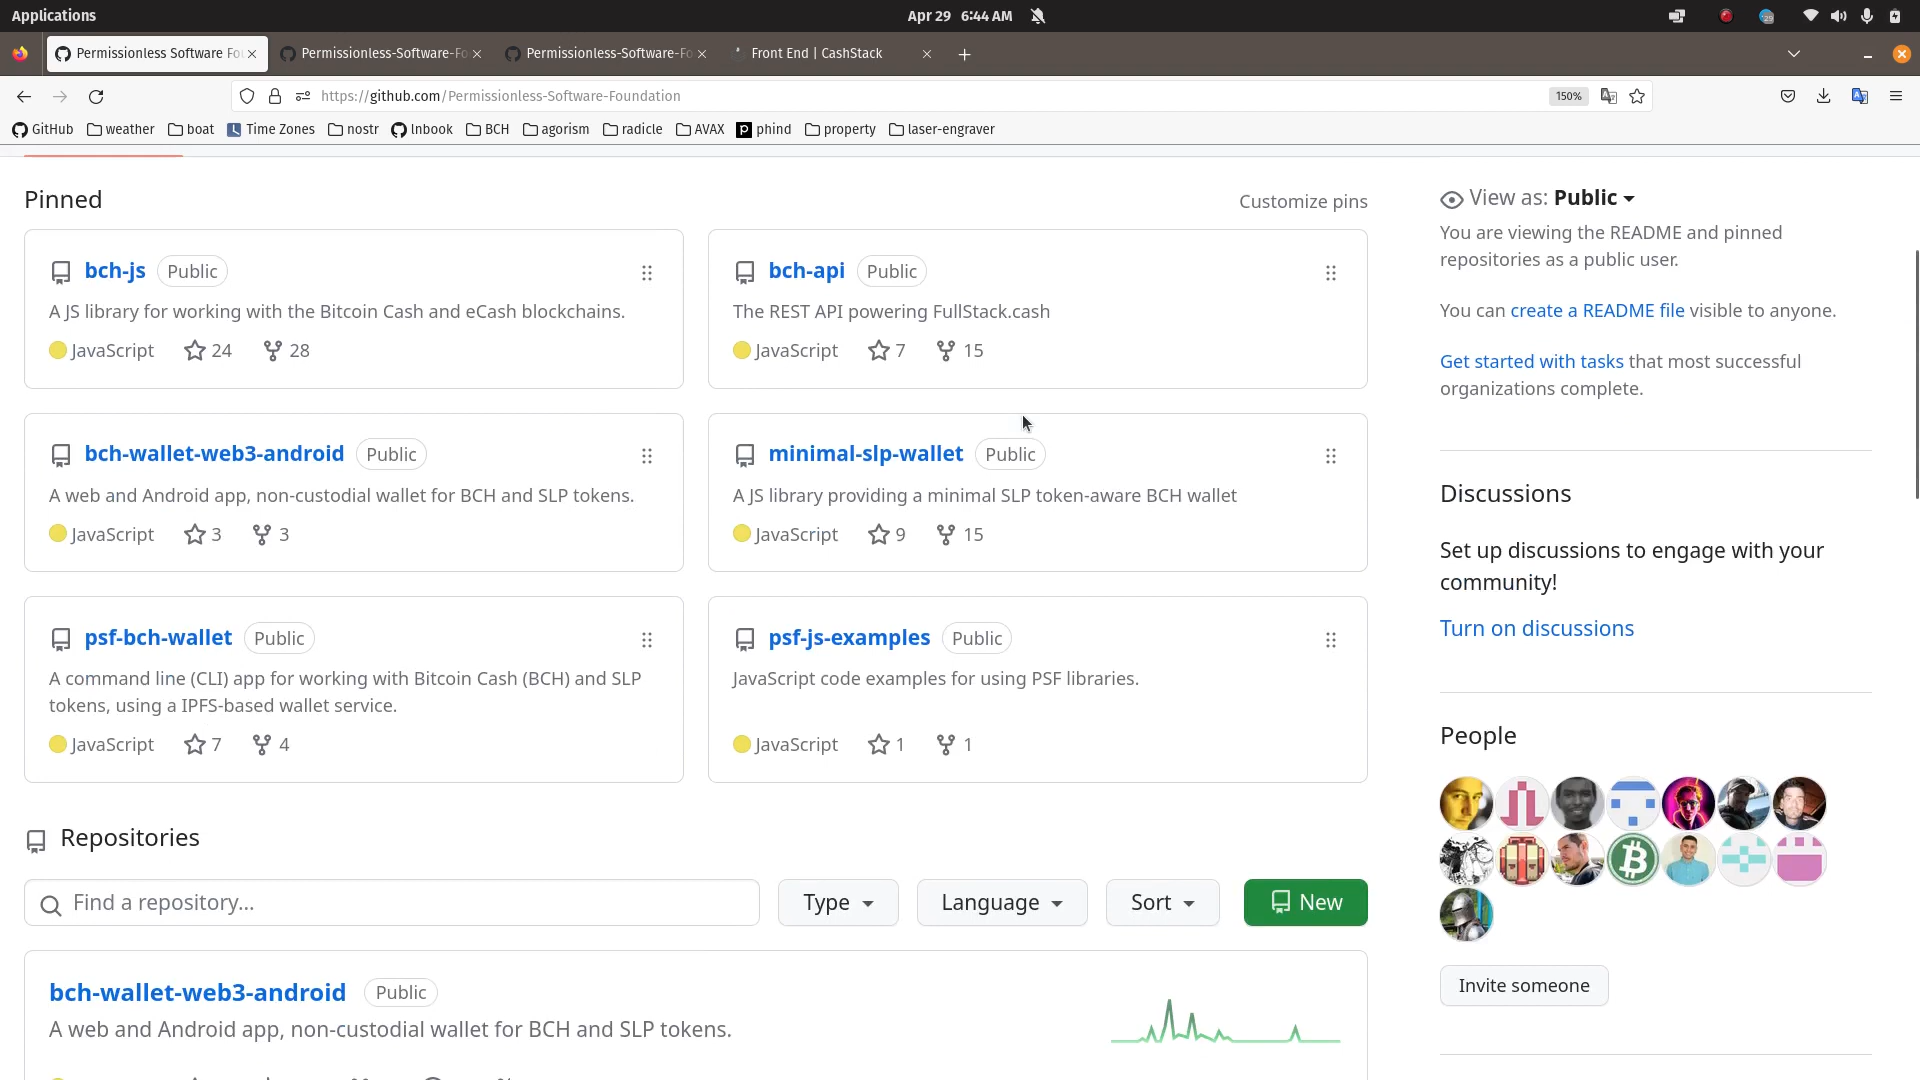 Applications
Apr 29 6:44 AM
Permissionless Software Fo
Permissionless-Software-Fo
Permissionless-Software-Fo
Front End | CashStack
https://github.com/Permissionless-Software-Foundation
150%
GitHub
weather
boat
Time Zones
nostr
lnbook
BCH
agorism
radicle
AVAX
phind
property
laser-engraver
Pinned
Customize pins
bch-js Public
A JS library for working with the Bitcoin Cash and eCash blockchains.
JavaScript 24 28
bch-api Public
The REST API powering FullStack.cash
JavaScript 7 15
bch-wallet-web3-android Public
A web and Android app, non-custodial wallet for BCH and SLP tokens.
JavaScript 3 3
minimal-slp-wallet Public
A JS library providing a minimal SLP token-aware BCH wallet
JavaScript 9 15
psf-bch-wallet Public
A command line (CLI) app for working with Bitcoin Cash (BCH) and SLP
tokens, using a IPFS-based wallet service.
JavaScript 7 4
psf-js-examples Public
JavaScript code examples for using PSF libraries.
JavaScript 1 1
Repositories
Find a repository...
Type
Language
Sort
New
bch-wallet-web3-android Public
A web and Android app, non-custodial wallet for BCH and SLP tokens.
View as: Public
You are viewing the README and pinned
repositories as a public user.
You can create a README file visible to anyone.
Get started with tasks that most successful
organizations complete.
Discussions
Set up discussions to engage with your
community!
Turn on discussions
People
Invite someone